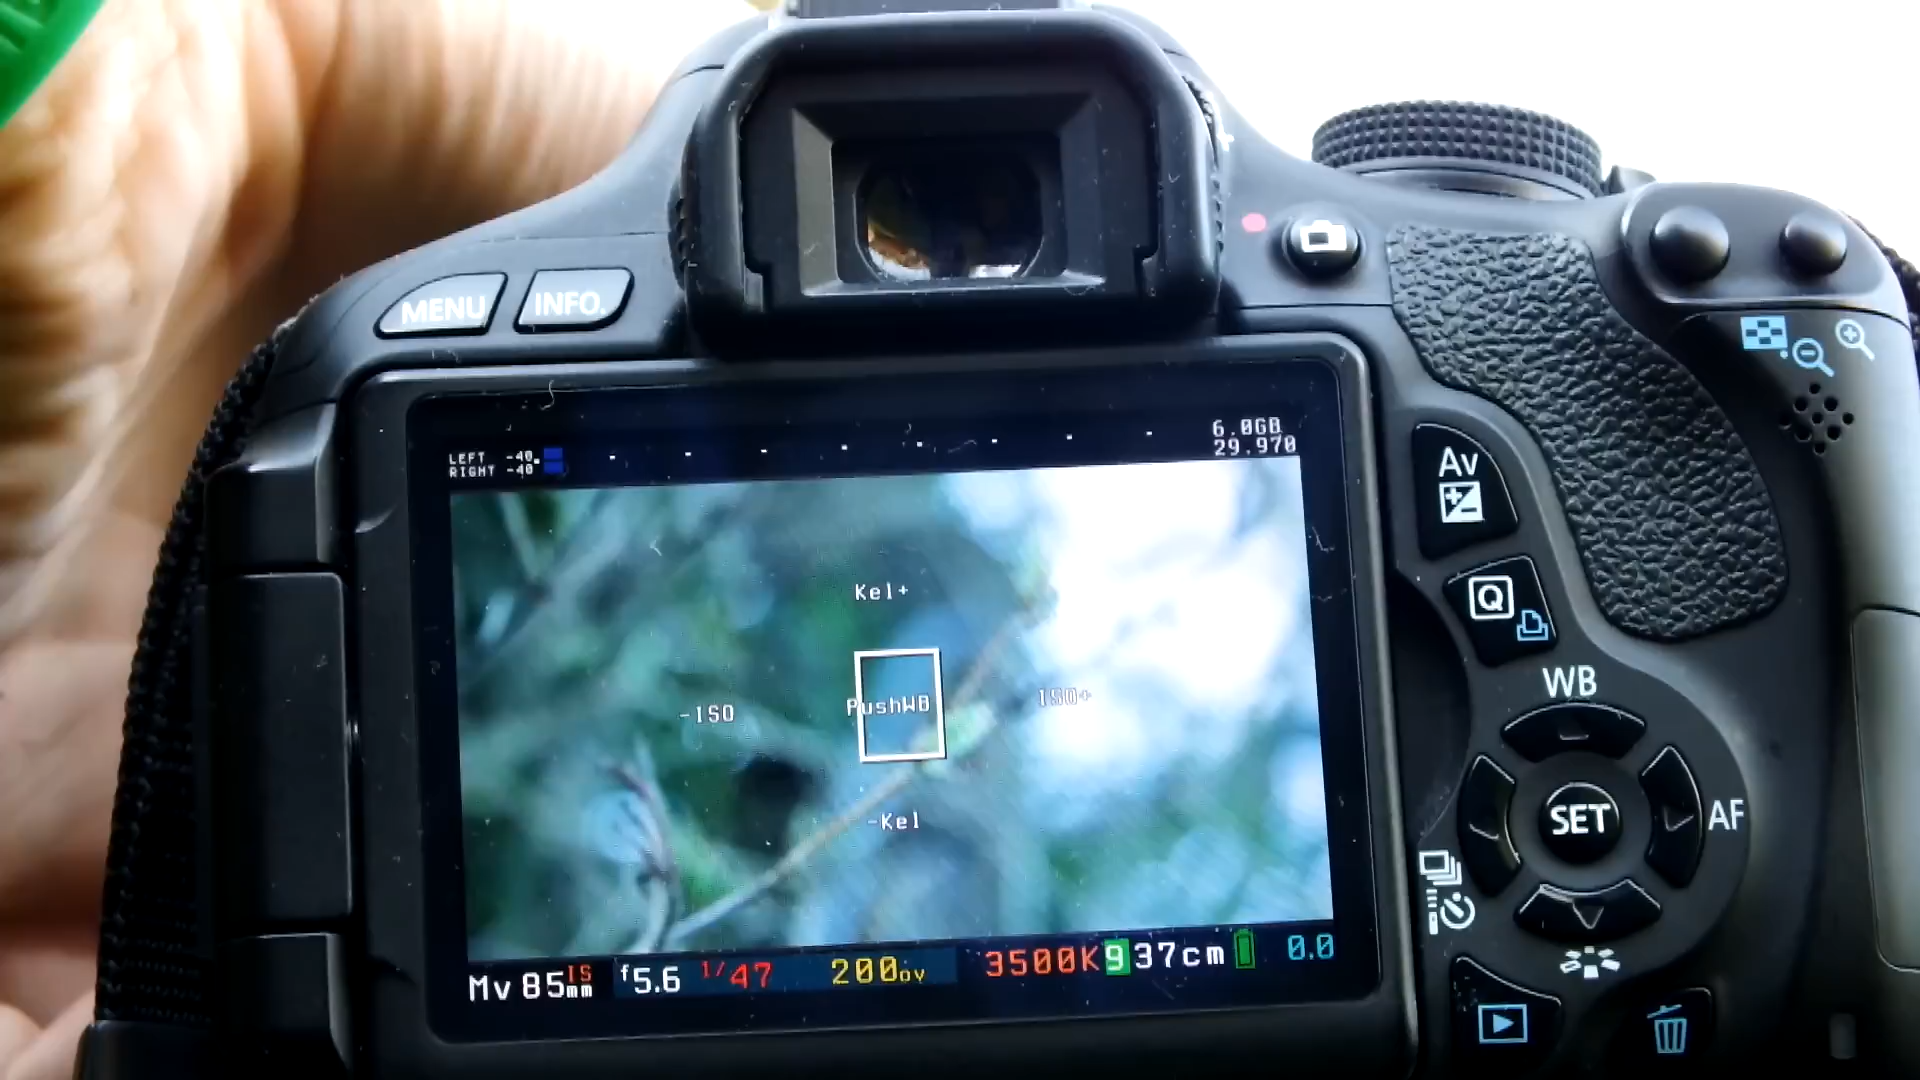 MENU INFO.
LEFT -40
RIGHT -40
6.0GB
29.970
Kel+
-ISO PushWB ISO+
-Kel
Mv 85mm IS f5.6 1/47 200ov 3500K 9 37cm 0.0
Av
Q
WB
SET
AF